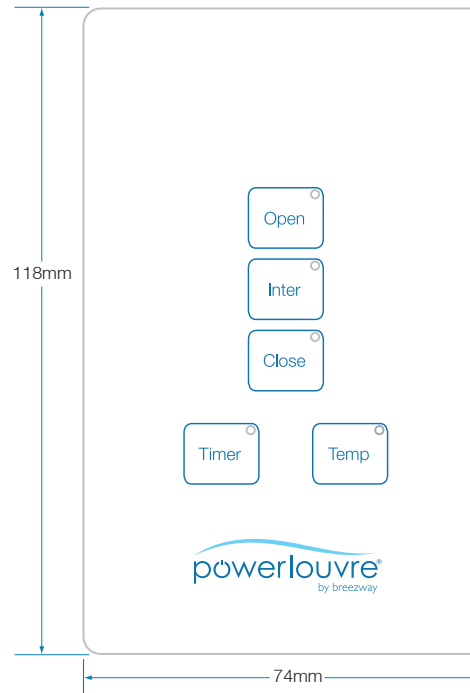 Open
Inter
118mm
Close
Timer Temp
powerlouvre®
by breezway
74mm